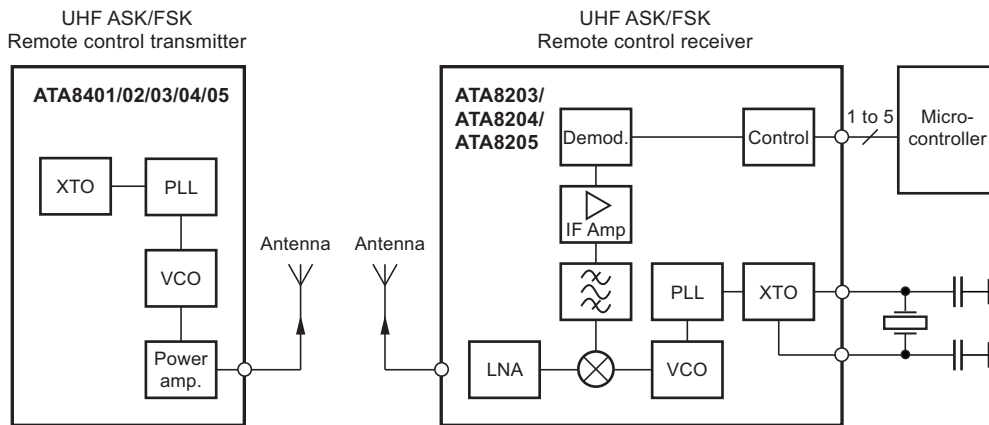 UHF ASK/FSK
Remote control transmitter
ATA8401/02/03/04/05
XTO
PLL
VCO
Power
amp.
Antenna
Antenna
UHF ASK/FSK
Remote control receiver
ATA8203/
ATA8204/
ATA8205
Demod.
Control
1 to 5
Micro-
controller
IF Amp
PLL
XTO
LNA
VCO